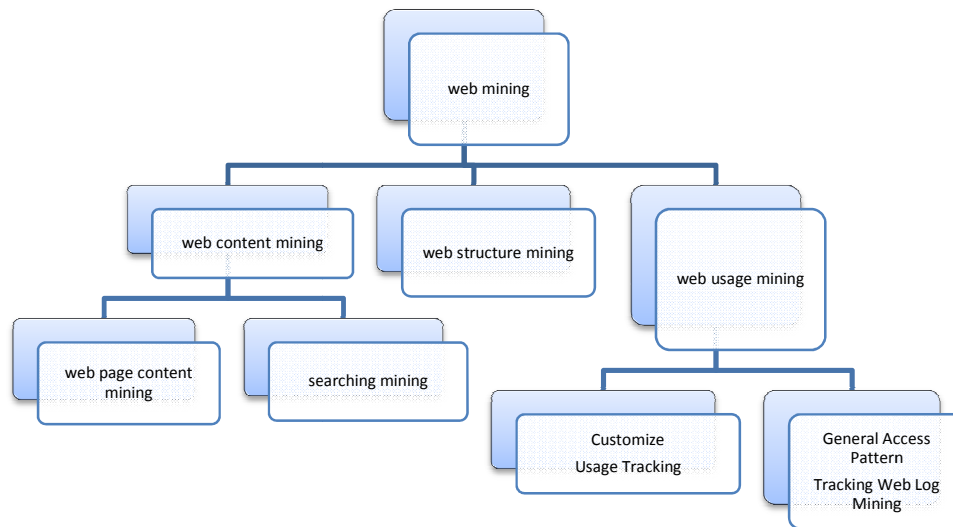 web mining
web content mining
web structure mining
web usage mining
web page content
mining
searching mining
Customize
Usage Tracking
General Access
Pattern
Tracking Web Log
Mining